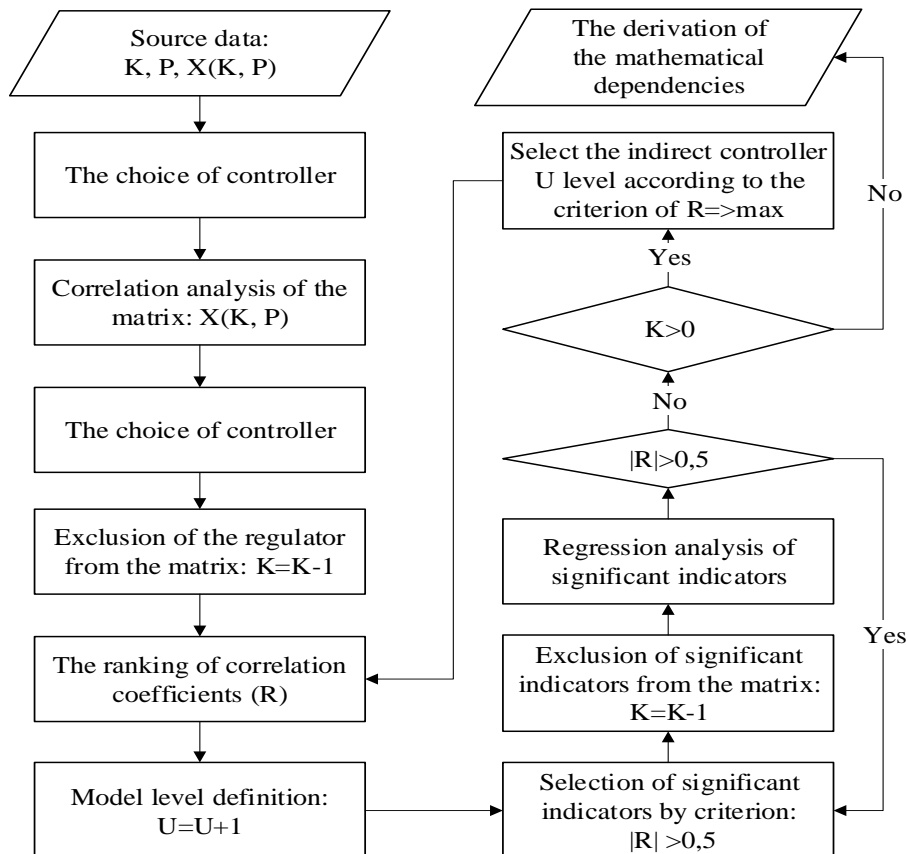 Source data:
K, P, X(K, P)
The choice of controller
Correlation analysis of the
matrix: X(K, P)
The choice of controller
Exclusion of the regulator
from the matrix: K=K-1
The ranking of correlation
coefficients (R)
Model level definition:
U=U+1
The derivation of
the mathematical
dependencies
Select the indirect controller
U level according to the
criterion of R=>max
No
Yes
K>0
No
|R|>0,5
Regression analysis of
significant indicators
Yes
Exclusion of significant
indicators from the matrix:
K=K-1
Selection of significant
indicators by criterion:
|R| >0,5